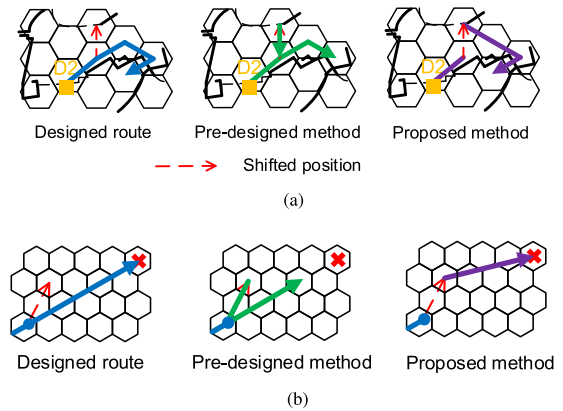 D2 D2 D2
Designed route Pre-designed method Proposed method
Shifted position
(a)
Designed route Pre-designed method Proposed method
(b)